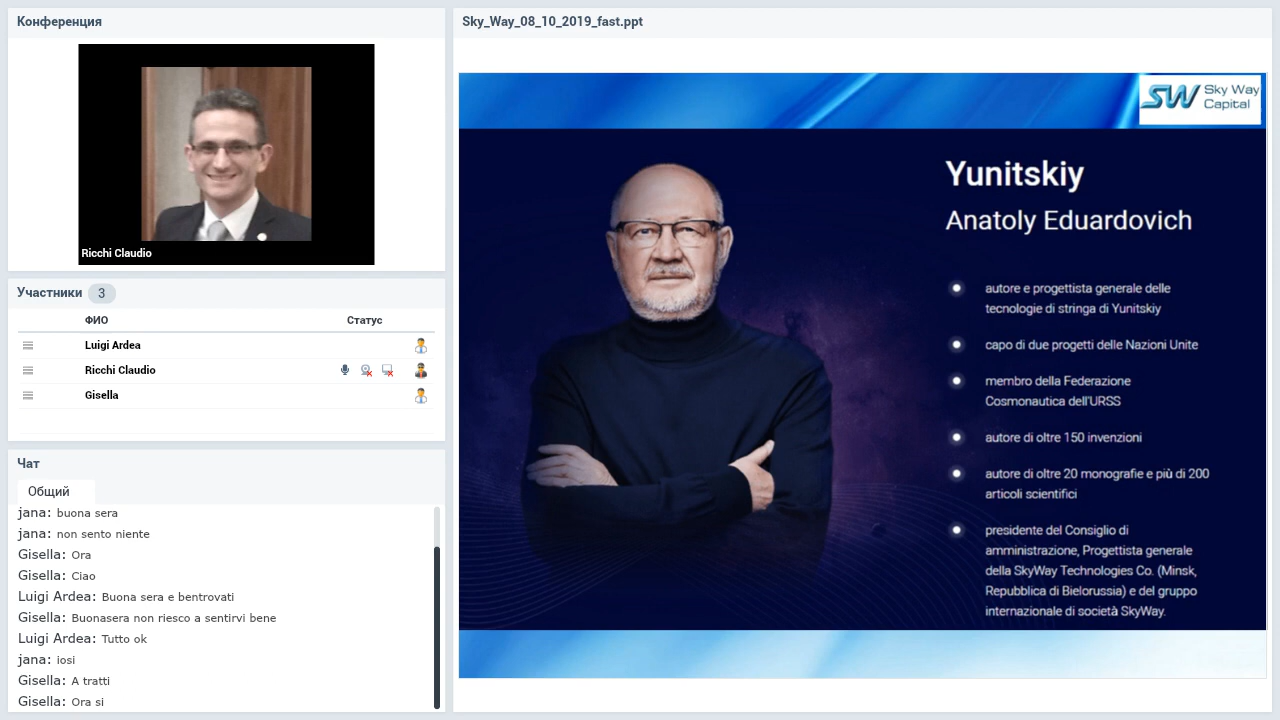 Конференция
Ricchi Claudio
Участники 3
ФИО Статус
Luigi Ardea
Ricchi Claudio
Gisella
Чат
Общий
jana: buona sera
jana: non sento niente
Gisella: Ora
Gisella: Ciao
Luigi Ardea: Buona sera e bentrovati
Gisella: Buonasera non riesco a sentirvi bene
Luigi Ardea: Tutto ok
jana: iosi
Gisella: A tratti
Gisella: Ora si
Sky_Way_08_10_2019_fast.ppt
SW Sky Way
Capital
Yunitskiy
Anatoly Eduardovich
autore e progettista generale delle
tecnologie di stringa di Yunitskiy
capo di due progetti delle Nazioni Unite
membro della Federazione
Cosmonautica dell'URSS
autore di oltre 150 invenzioni
autore di oltre 20 monografie e più di 200
articoli scientifici
presidente del Consiglio di
amministrazione, Progettista generale
della SkyWay Technologies Co. (Minsk,
Repubblica di Bielorussia) e del gruppo
internazionale di società SkyWay.